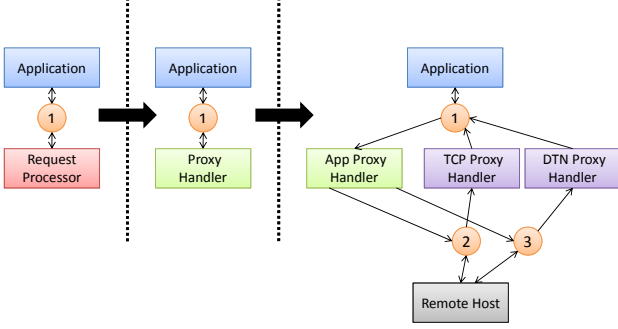 Application
1
Request
Processor
Application
1
Proxy
Handler
Application
1
App Proxy
Handler
TCP Proxy
Handler
DTN Proxy
Handler
2
3
Remote Host